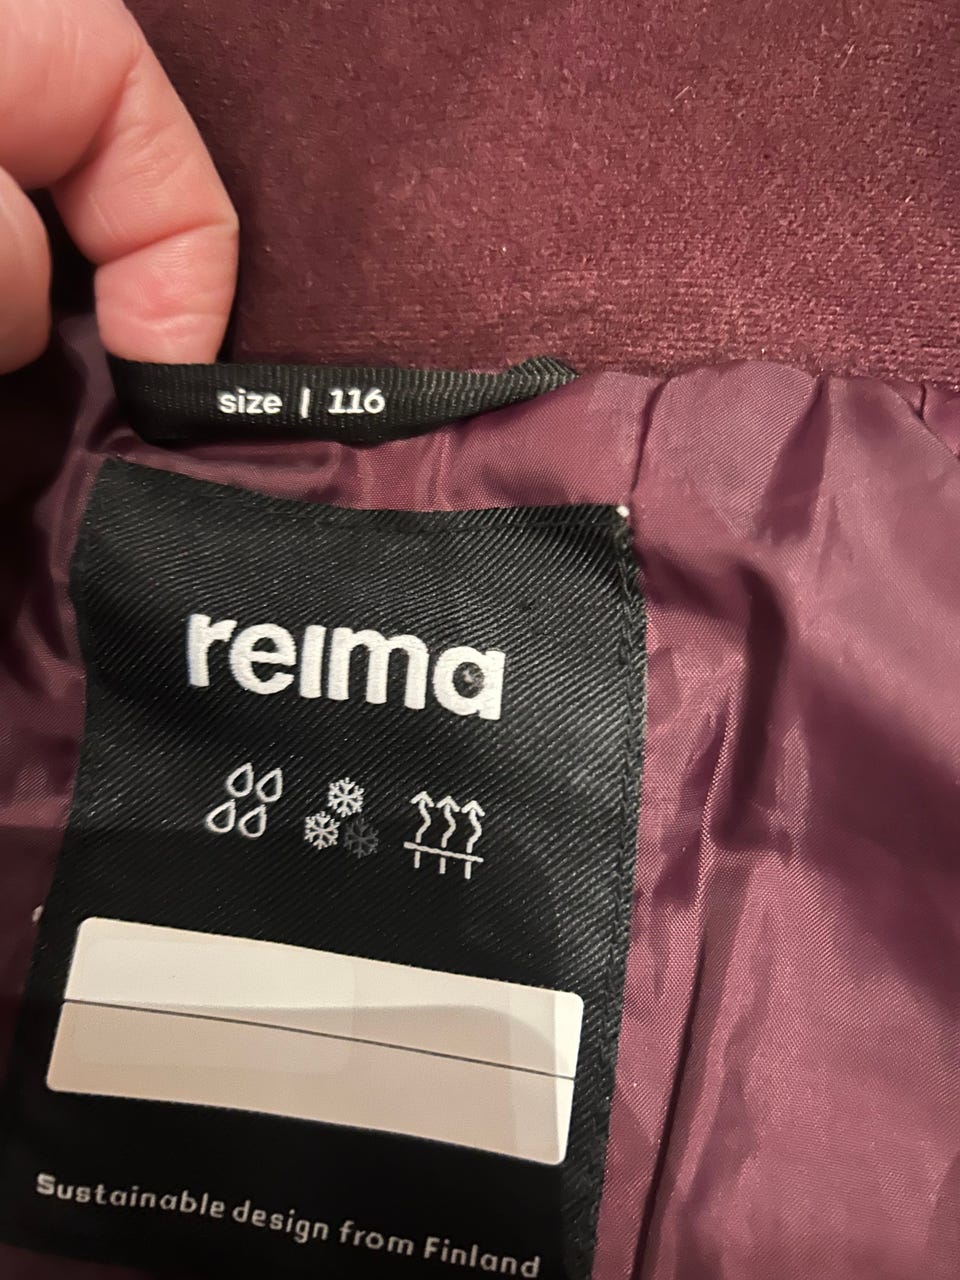 size | 116
reima
Sustainable design from Finland